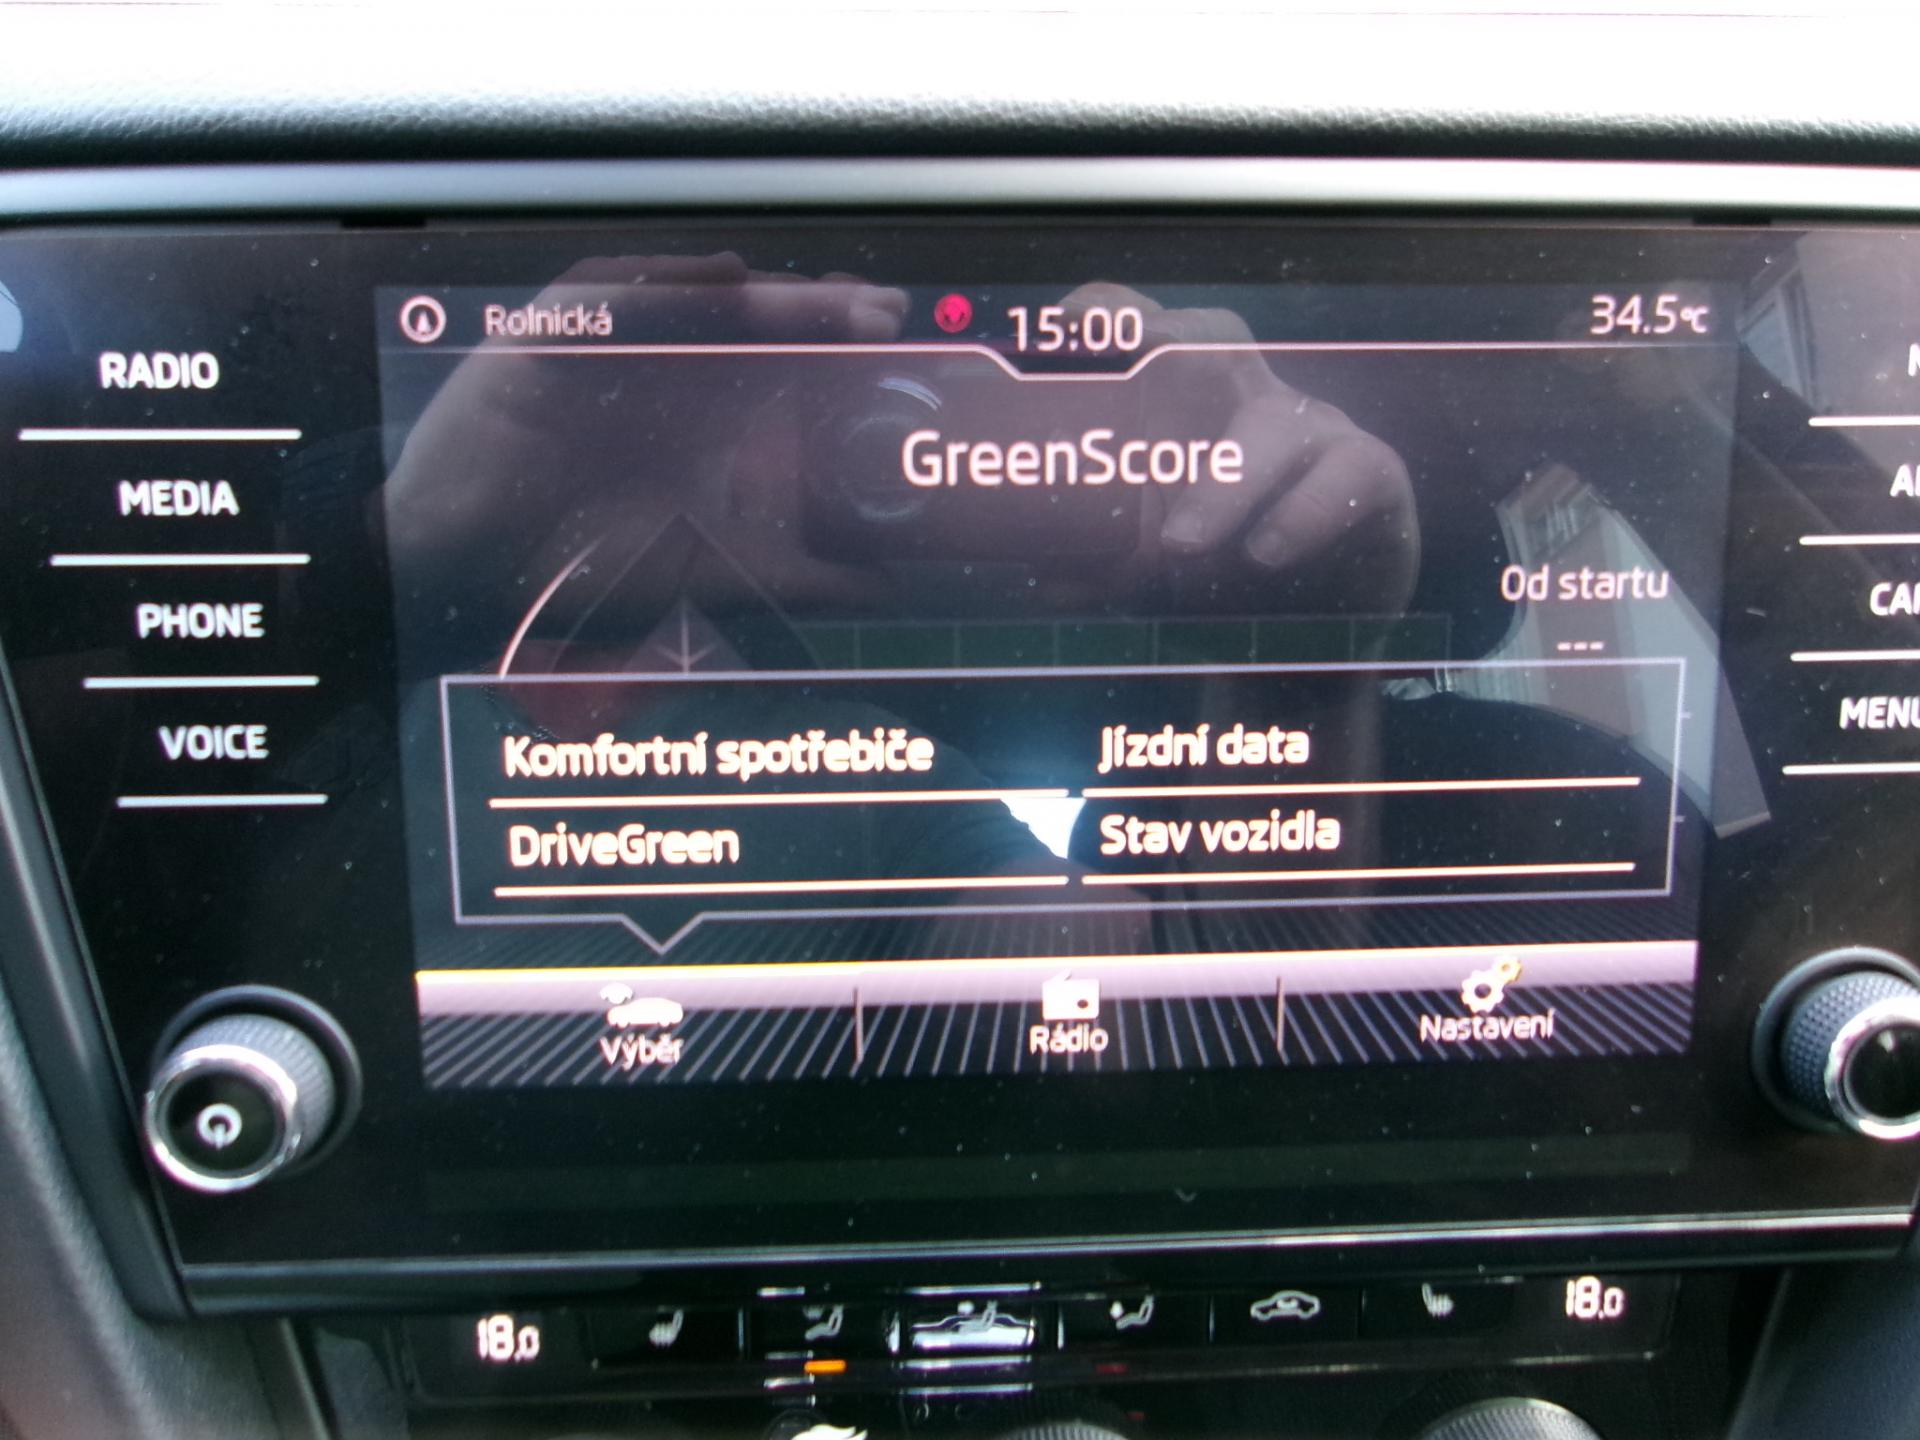 Rolnická 15:00 34.5°C
RADIO
MEDIA
PHONE
VOICE
GreenScore
Od startu
---
Komfortní spotřebiče Jízdní data
DriveGreen Stav vozidla
Výběr Rádio Nastavení
MENU
18.0 18.0